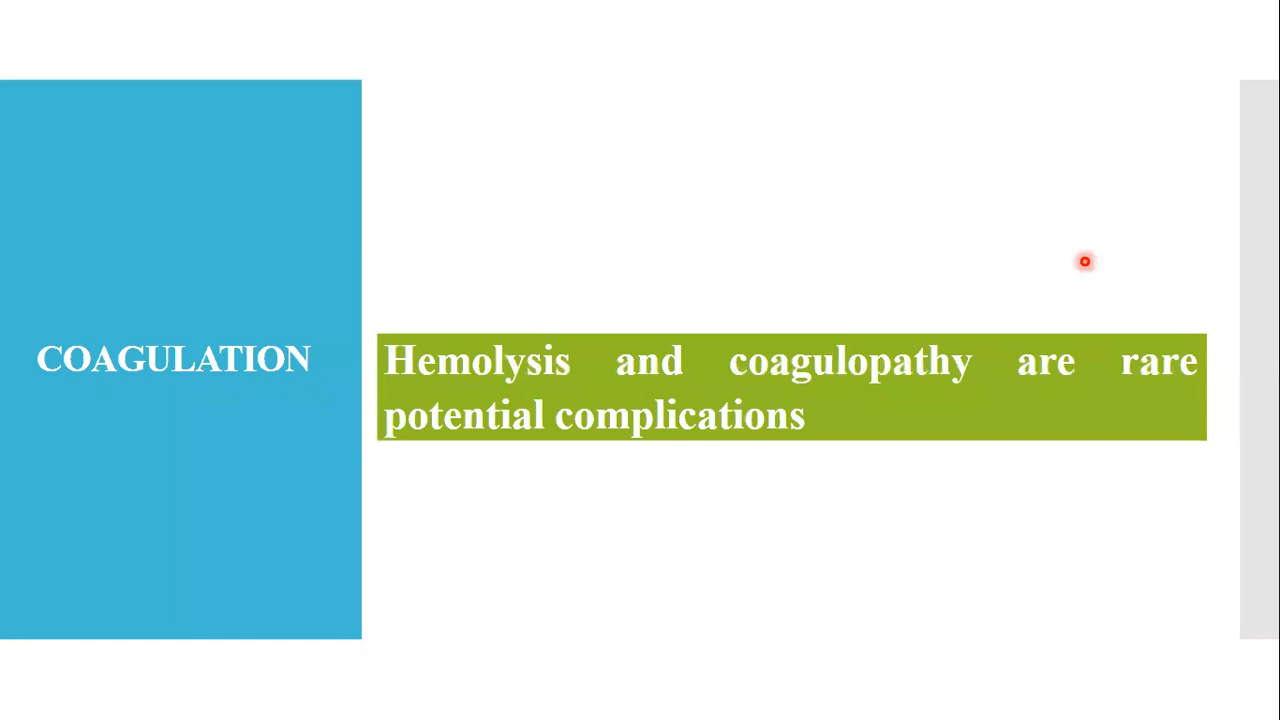 COAGULATION
Hemolysis and coagulopathy are rare
potential complications